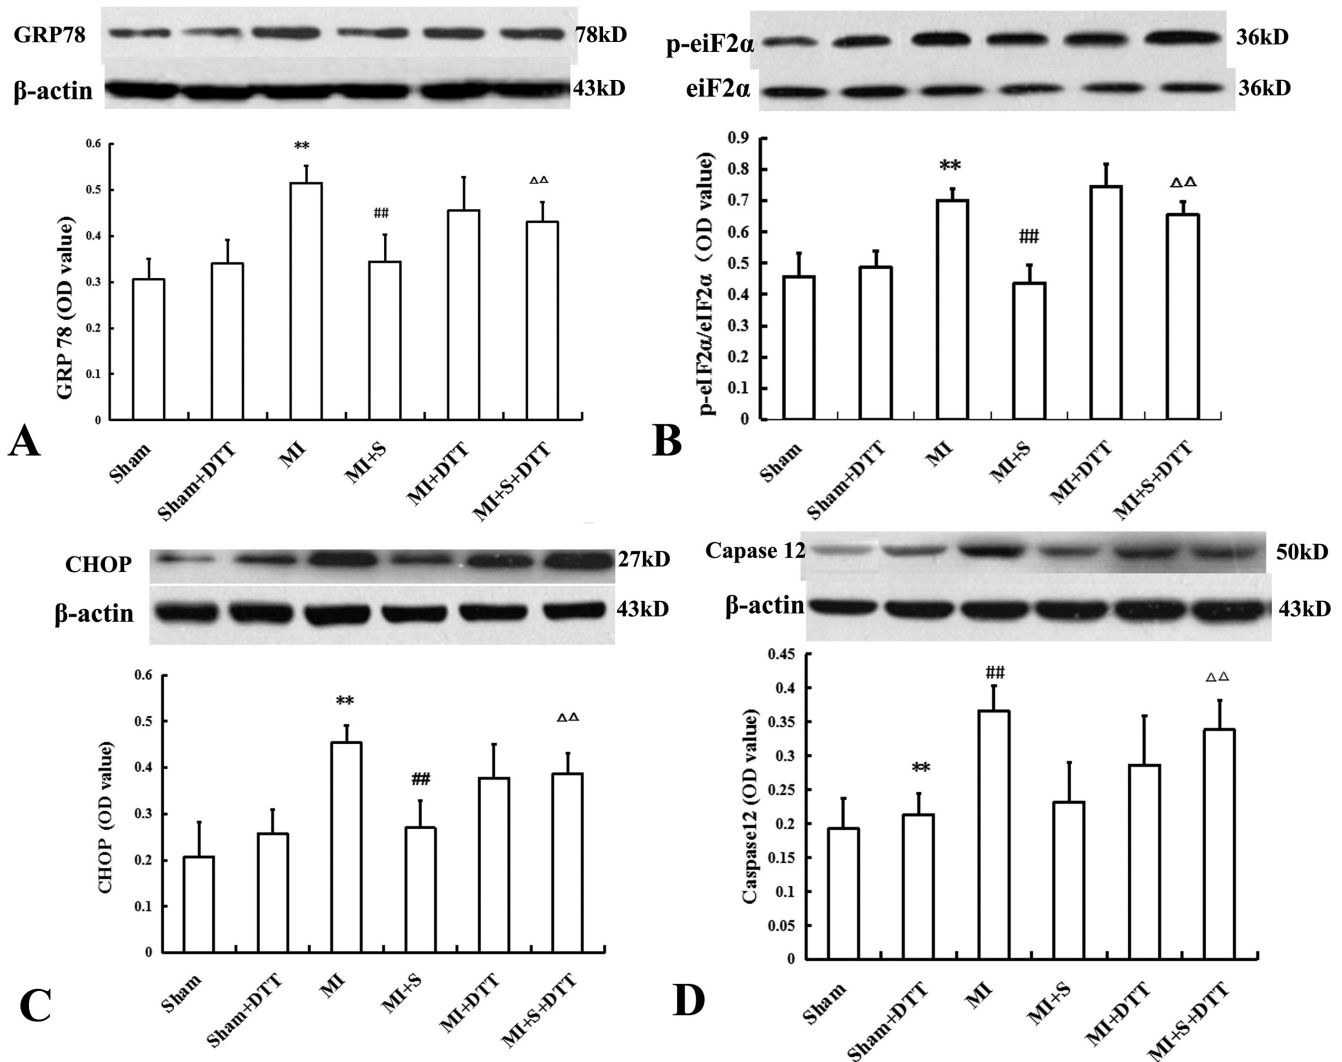 GRP78
78kD
β-actin
43kD
0.6
0.5
0.4
0.3
0.2
0.1
0
GRP 78 (OD value)
**
##
△△
Sham
Sham+DTT
MI
MI+S
MI+DTT
MI+S+DTT
A
p-eiF2α
36kD
eiF2α
36kD
0.9
0.8
0.7
0.6
0.5
0.4
0.3
0.2
0.1
0
p-eIF2α/eIF2α（OD value)
**
##
△△
Sham
Sham+DTT
MI
MI+S
MI+DTT
MI+S+DTT
B
CHOP
27kD
β-actin
43kD
0.6
0.5
0.4
0.3
0.2
0.1
0
CHOP (OD value)
**
##
△△
Sham
Sham+DTT
MI
MI+S
MI+DTT
MI+S+DTT
C
Capase 12
50kD
β-actin
43kD
0.45
0.4
0.35
0.3
0.25
0.2
0.15
0.1
0.05
0
Caspase12 (OD value)
**
##
△△
Sham
Sham+DTT
MI
MI+S
MI+DTT
MI+S+DTT
D